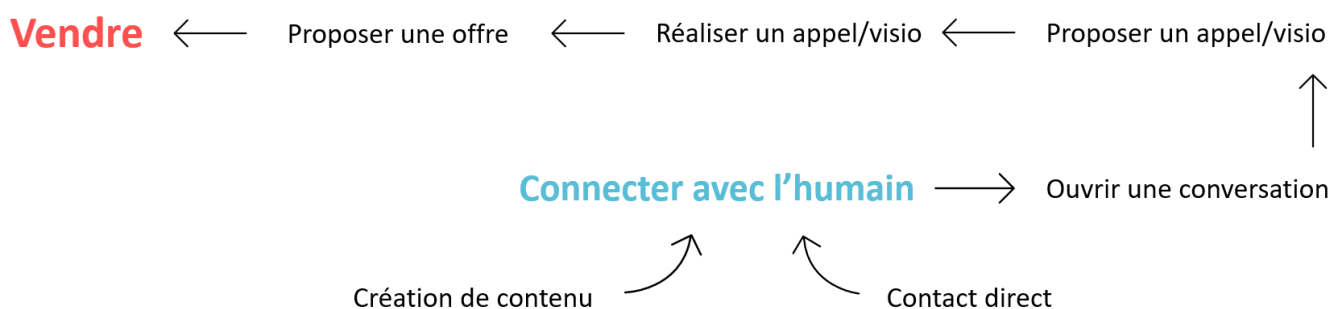 Vendre
Proposer une offre
Réaliser un appel/visio
Proposer un appel/visio
Connecter avec l’humain
Ouvrir une conversation
Création de contenu
Contact direct